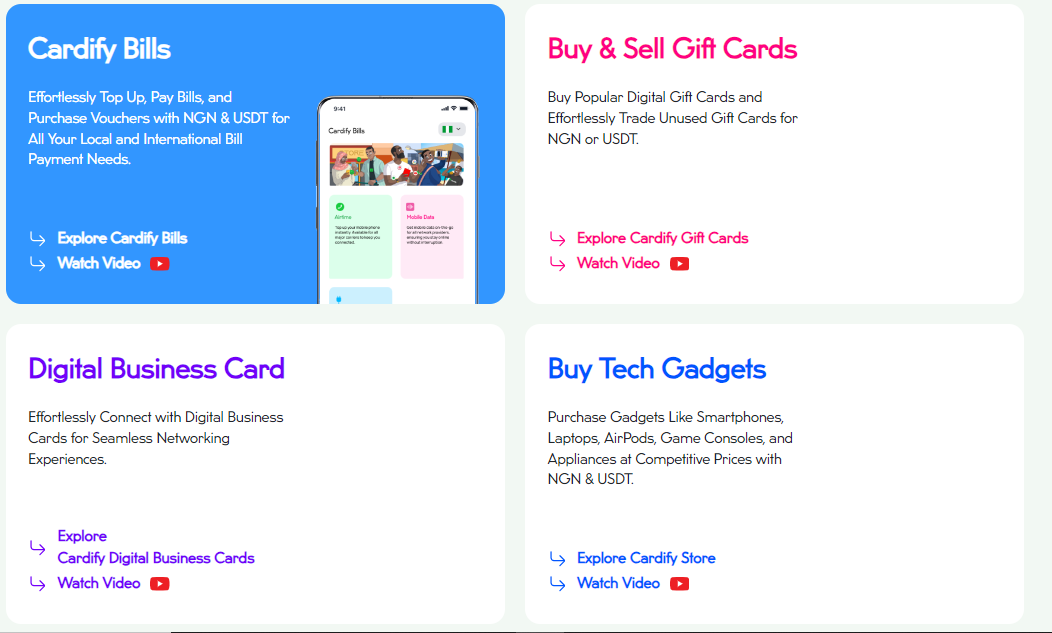 Cardify Bills
Effortlessly Top Up, Pay Bills, and
Purchase Vouchers with NGN & USDT for
All Your Local and International Bill
Payment Needs.
Explore Cardify Bills
Watch Video
9:41
Cardify Bills
Airtime
Top up your mobile phone
instantly. Available for all
major carriers to keep you
connected.
Mobile Data
Get mobile data on-the-go
for all network providers,
ensuring you stay online
without interruption.
Buy & Sell Gift Cards
Buy Popular Digital Gift Cards and
Effortlessly Trade Unused Gift Cards for
NGN or USDT.
Explore Cardify Gift Cards
Watch Video
Digital Business Card
Effortlessly Connect with Digital Business
Cards for Seamless Networking
Experiences.
Explore
Cardify Digital Business Cards
Watch Video
Buy Tech Gadgets
Purchase Gadgets Like Smartphones,
Laptops, AirPods, Game Consoles, and
Appliances at Competitive Prices with
NGN & USDT.
Explore Cardify Store
Watch Video